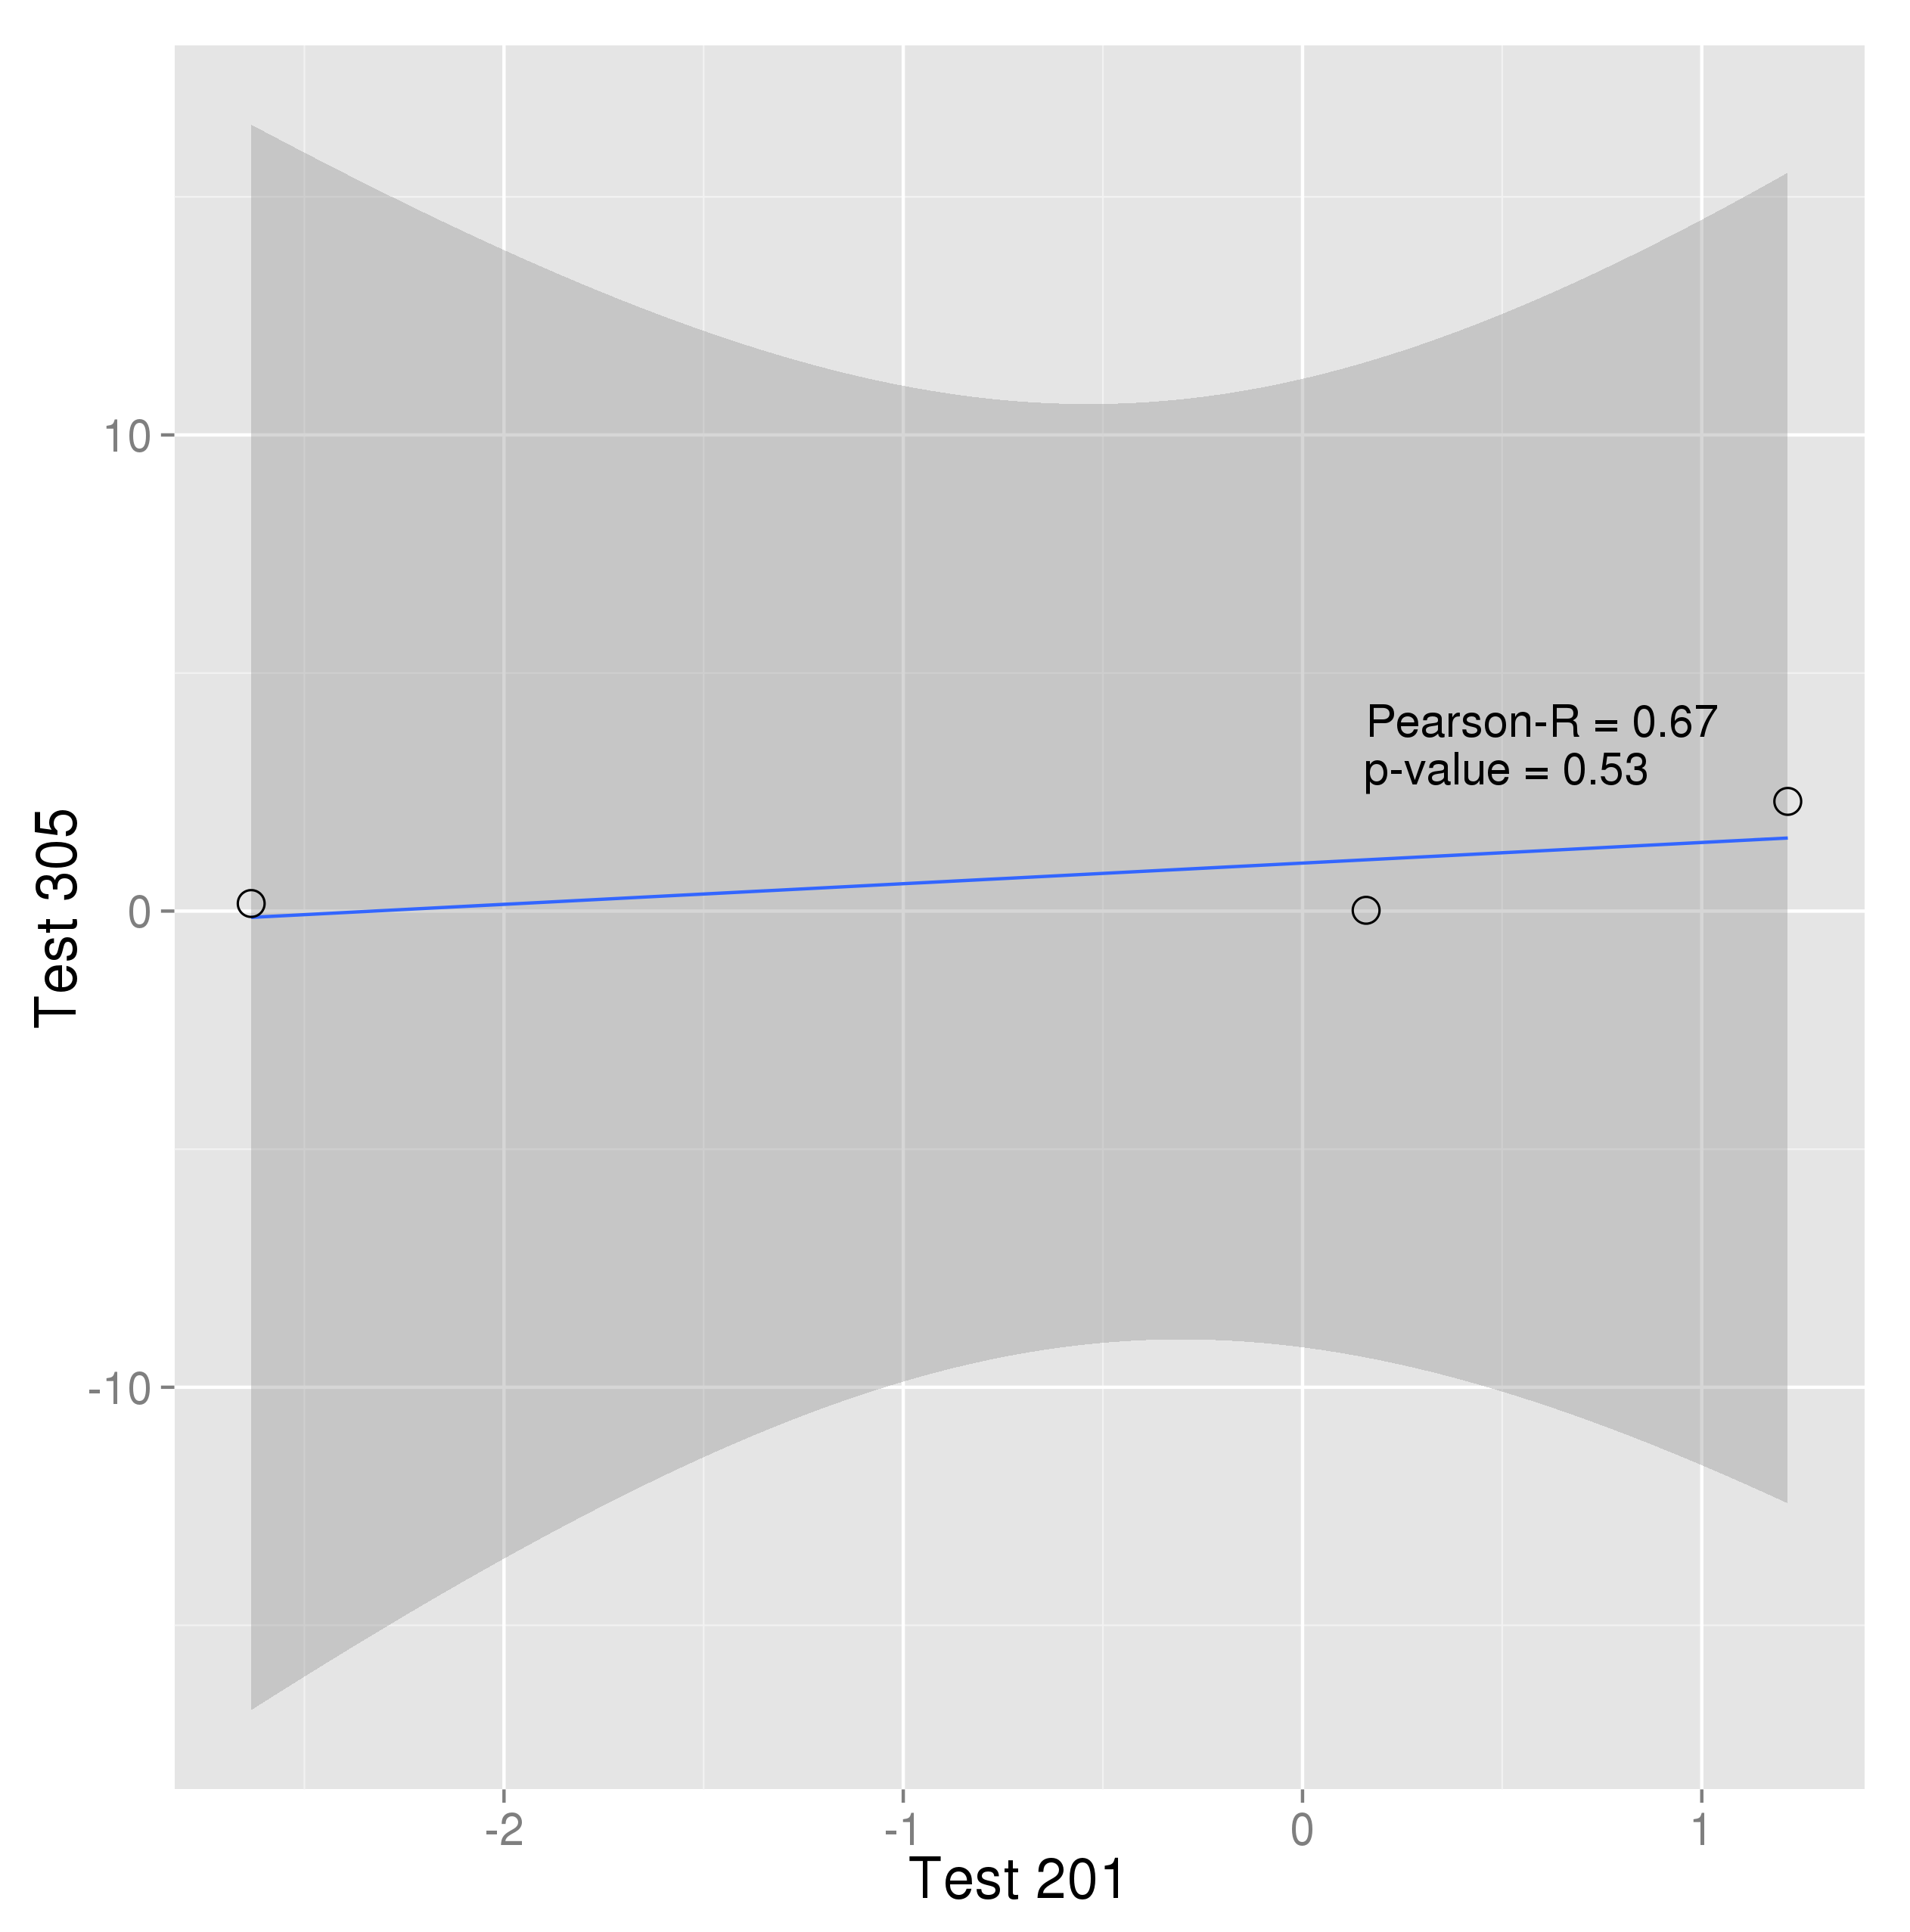 10
0
-10
Test 305
Pearson-R = 0.67
p-value = 0.53
-2
-1
0
1
Test 201